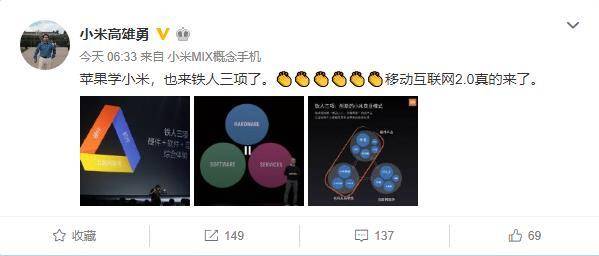 小米高雄勇
今天 06:33 来自 小米MIX概念手机
苹果学小米，也来铁人三项了。👏👏👏👏👏👏移动互联网2.0真的来了。
铁人三项
硬件+软件+
综合体验
HARDWARE
SOFTWARE
SERVICES
铁人三项：
收藏
149
137
69